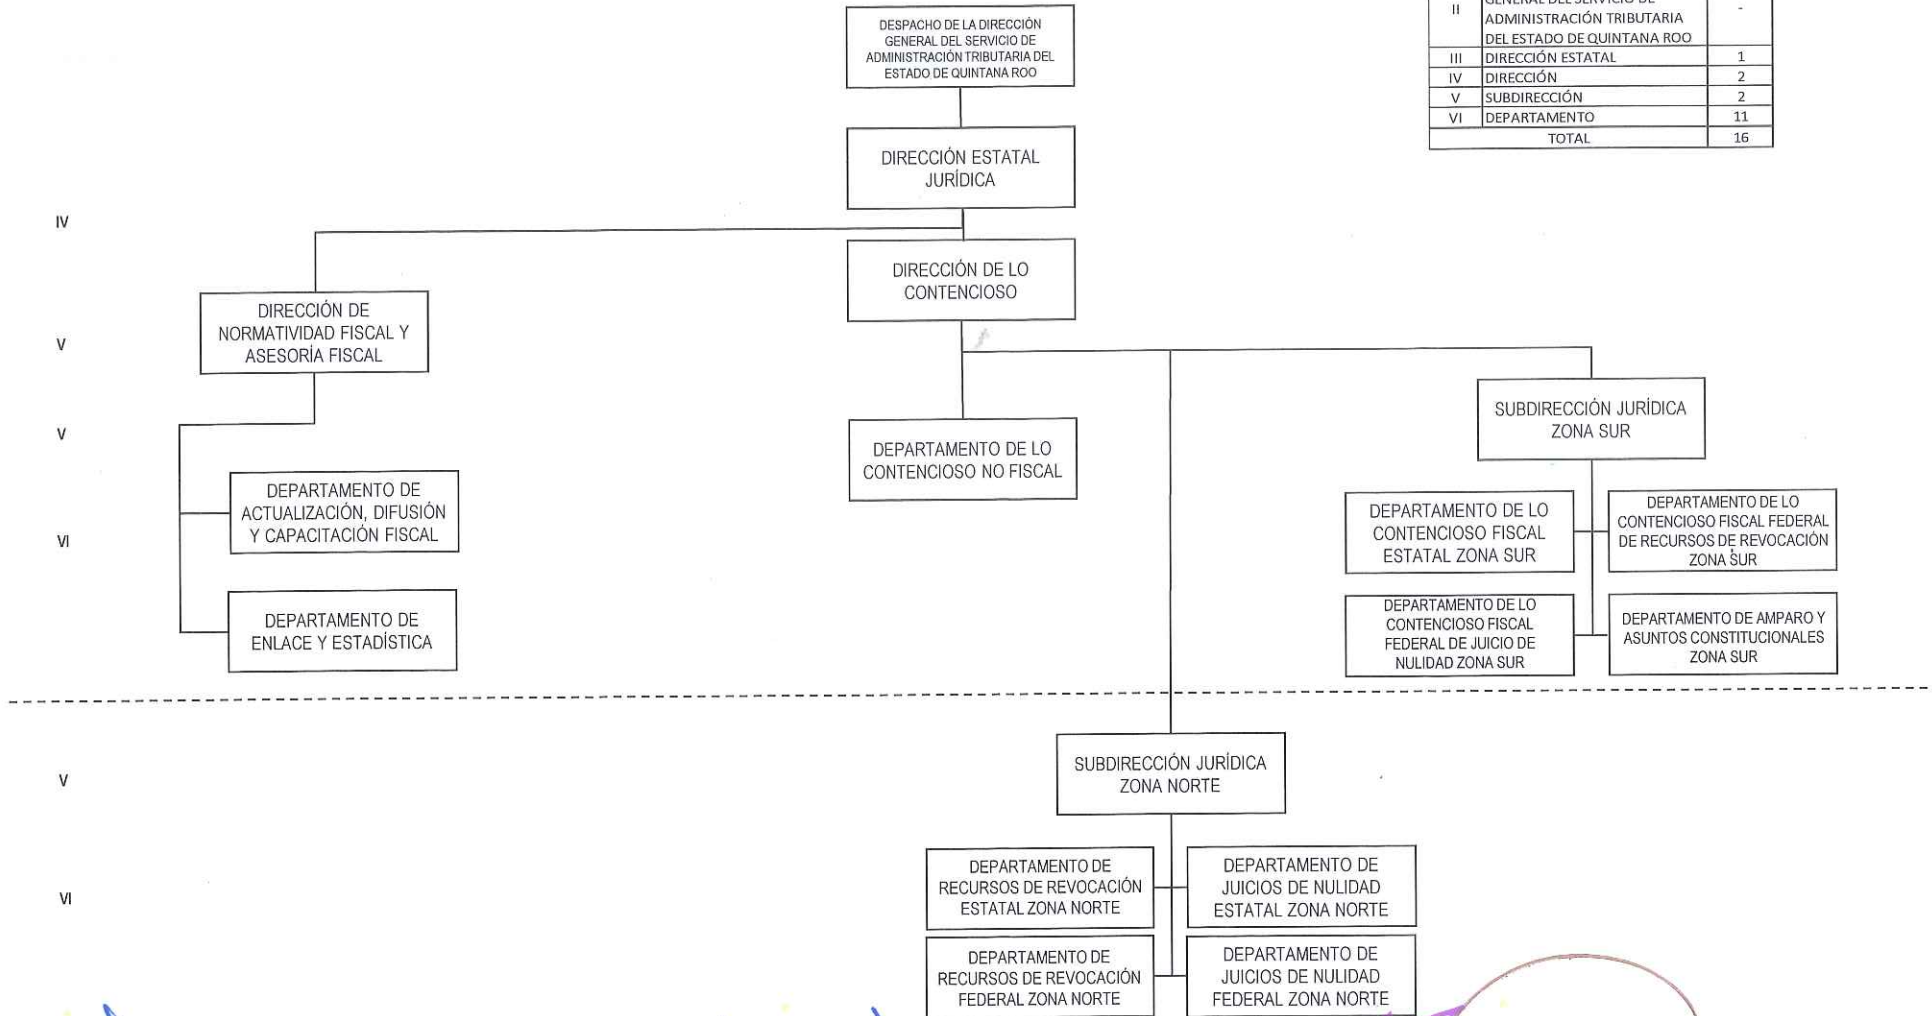 DESPACHO DE LA DIRECCIÓN
GENERAL DEL SERVICIO DE
ADMINISTRACIÓN TRIBUTARIA DEL
ESTADO DE QUINTANA ROO
II GENERAL DEL SERVICIO DE
ADMINISTRACIÓN TRIBUTARIA -
DEL ESTADO DE QUINTANA ROO
III DIRECCIÓN ESTATAL 1
IV DIRECCIÓN 2
V SUBDIRECCIÓN 2
VI DEPARTAMENTO 11
TOTAL 16
DIRECCIÓN ESTATAL
JURÍDICA
IV
DIRECCIÓN DE LO
CONTENCIOSO
DIRECCIÓN DE
NORMATIVIDAD FISCAL Y
ASESORÍA FISCAL
V
SUBDIRECCIÓN JURÍDICA
ZONA SUR
V
DEPARTAMENTO DE LO
CONTENCIOSO NO FISCAL
DEPARTAMENTO DE
ACTUALIZACIÓN, DIFUSIÓN
Y CAPACITACIÓN FISCAL
DEPARTAMENTO DE LO
CONTENCIOSO FISCAL
ESTATAL ZONA SUR
DEPARTAMENTO DE LO
CONTENCIOSO FISCAL FEDERAL
DE RECURSOS DE REVOCACIÓN
ZONA SUR
VI
DEPARTAMENTO DE
ENLACE Y ESTADÍSTICA
DEPARTAMENTO DE LO
CONTENCIOSO FISCAL
FEDERAL DE JUICIO DE
NULIDAD ZONA SUR
DEPARTAMENTO DE AMPARO Y
ASUNTOS CONSTITUCIONALES
ZONA SUR
V
SUBDIRECCIÓN JURÍDICA
ZONA NORTE
VI
DEPARTAMENTO DE
RECURSOS DE REVOCACIÓN
ESTATAL ZONA NORTE
DEPARTAMENTO DE
JUICIOS DE NULIDAD
ESTATAL ZONA NORTE
DEPARTAMENTO DE
RECURSOS DE REVOCACIÓN
FEDERAL ZONA NORTE
DEPARTAMENTO DE
JUICIOS DE NULIDAD
FEDERAL ZONA NORTE